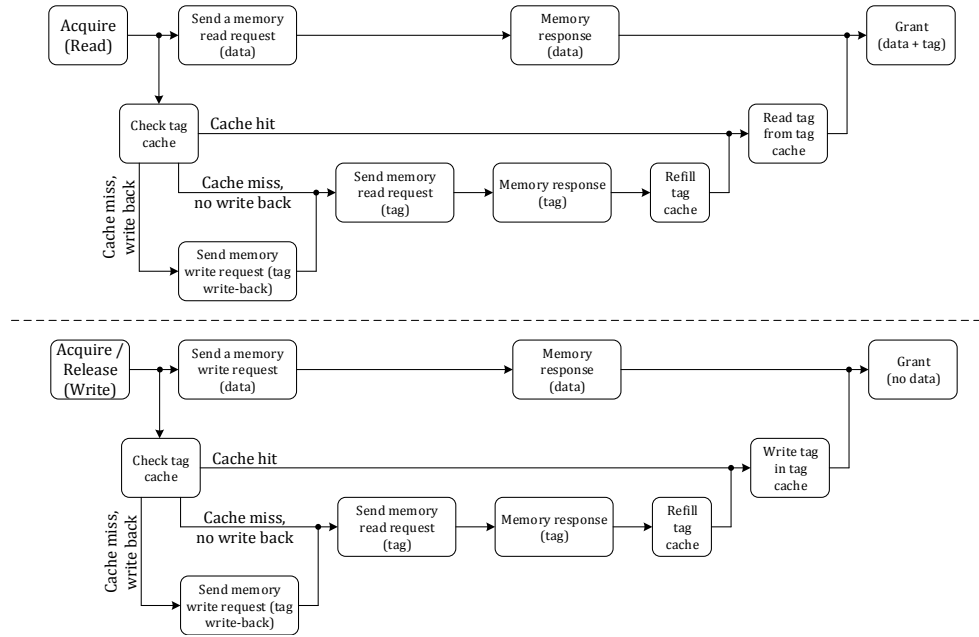 Acquire
(Read)
Send a memory
read request
(data)
Memory
response
(data)
Grant
(data + tag)
Check tag
cache
Cache hit
Read tag
from tag
cache
Cache miss,
write back
Cache miss,
no write back
Send memory
read request
(tag)
Memory response
(tag)
Refill
tag
cache
Send memory
write request (tag
write-back)
Acquire /
Release
(Write)
Send a memory
write request
(data)
Memory
response
(data)
Grant
(no data)
Check tag
cache
Cache hit
Write tag
in tag
cache
Cache miss,
write back
Cache miss,
no write back
Send memory
read request
(tag)
Memory response
(tag)
Refill
tag
cache
Send memory
write request (tag
write-back)